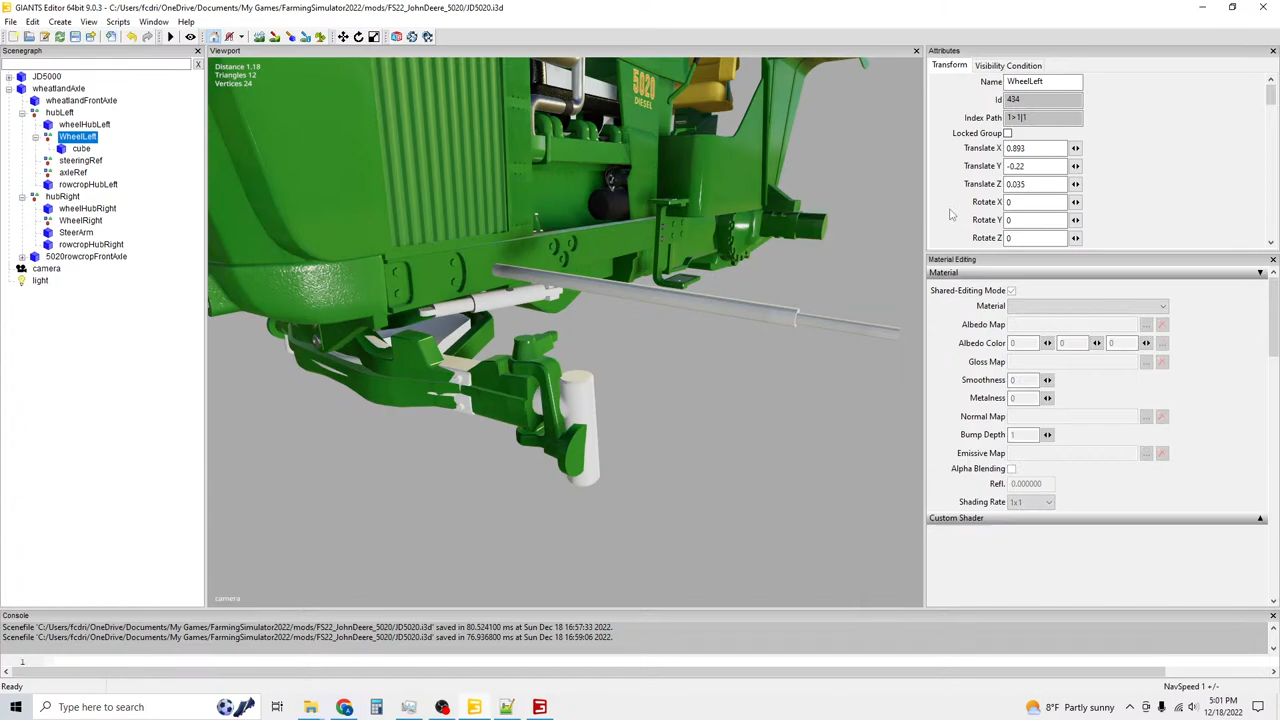 GIANTS Editor 64bit - C:/Users/fcdri/OneDrive/Documents/My Games/FarmingSimulator2022/mods/FS22_JohnDeere_5020/JD5020.i3d
File Edit Create View Scripts Window Help
Scenegraph
X
JD5000
wheatlandAxle
wheatlandFrontAxle
hubLeft
wheelHubLeft
WheelLeft
cube
steeringRef
axleRef
rowcropHubLeft
hubRight
wheelHubRight
WheelRight
SteerArm
rowcropHubRight
5020rowcropFrontAxle
camera
light
Viewport
Distance 1.18
Triangles 12
Vertices 24
5020
DIESEL
camera
Attributes
Transform Visibility Condition
Name WheelLeft
Id 434
Index Path 1>1|1
Locked Group
Translate X 0.893
Translate Y -0.22
Translate Z 0.035
Rotate X 0
Rotate Y 0
Rotate Z 0
Material Editing
Material
Shared-Editing Mode
Material
Albedo Map ...
Albedo Color 0 0 0 ...
Gloss Map ...
Smoothness 0
Metalness 0
Normal Map ...
Bump Depth 1
Emissive Map ...
Alpha Blending
Refl. 0.000000
Shading Rate 1x1
Custom Shader
Console
Scenefile 'C:/Users/fcdri/OneDrive/Documents/My Games/FarmingSimulator2022/mods/FS22_JohnDeere_5020/JD5020.i3d' saved in 80.524100 ms at Sun Dec 18 16:57:33 2022.
Scenefile 'C:/Users/fcdri/OneDrive/Documents/My Games/FarmingSimulator2022/mods/FS22_JohnDeere_5020/JD5020.i3d' saved in 76.936800 ms at Sun Dec 18 16:59:06 2022.
1
Ready
NavSpeed 1 +/-
Type here to search
8°F Partly sunny
5:01 PM
12/18/2022